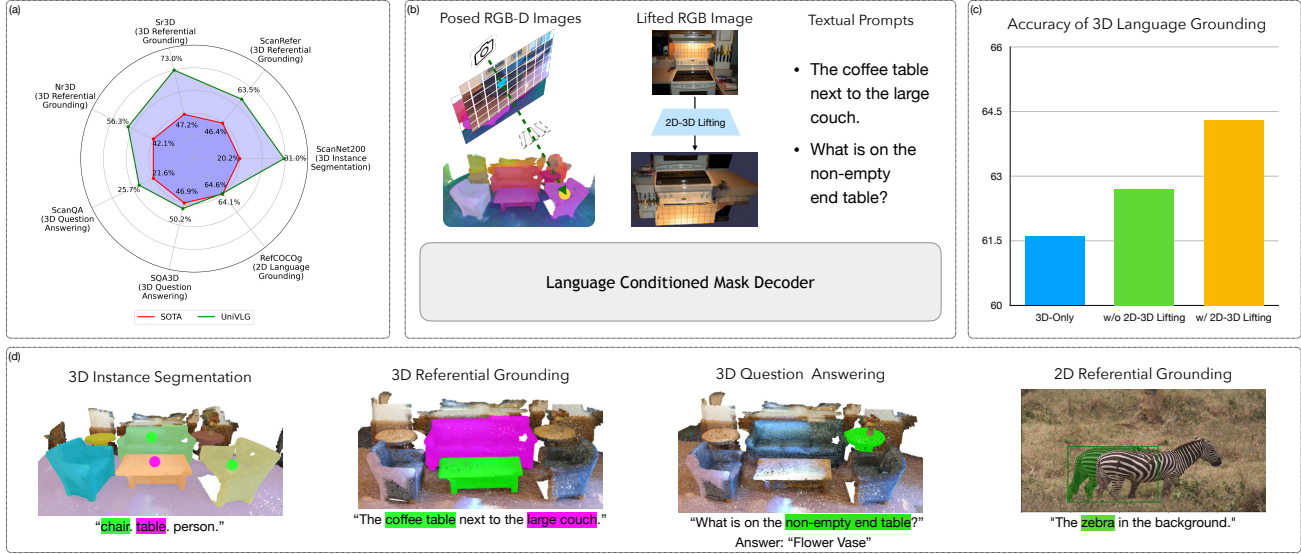 (a)
Sr3D
(3D Referential
Grounding)
73.0%
ScanRefer
(3D Referential
Grounding)
63.5%
Nr3D
(3D Referential
Grounding)
56.3%
47.2%
46.4%
42.1%
20.2%
31.0%
ScanNet200
(3D Instance
Segmentation)
21.6%
25.7%
46.9%
64.6%
64.1%
50.2%
ScanQA
(3D Question
Answering)
RefCOCOg
(2D Language
Grounding)
SQA3D
(3D Question
Answering)
SOTA
UniVLG
(b)
Posed RGB-D Images
Lifted RGB Image
2D-3D Lifting
Textual Prompts
• The coffee table
next to the large
couch.
• What is on the
non-empty
end table?
Language Conditioned Mask Decoder
(c)
Accuracy of 3D Language Grounding
66
64.5
63
61.5
60
3D-Only
w/o 2D-3D Lifting
w/ 2D-3D Lifting
(d)
3D Instance Segmentation
“chair. table. person.”
3D Referential Grounding
“The coffee table next to the large couch.”
3D Question Answering
“What is on the non-empty end table?”
Answer: “Flower Vase”
2D Referential Grounding
"The zebra in the background."